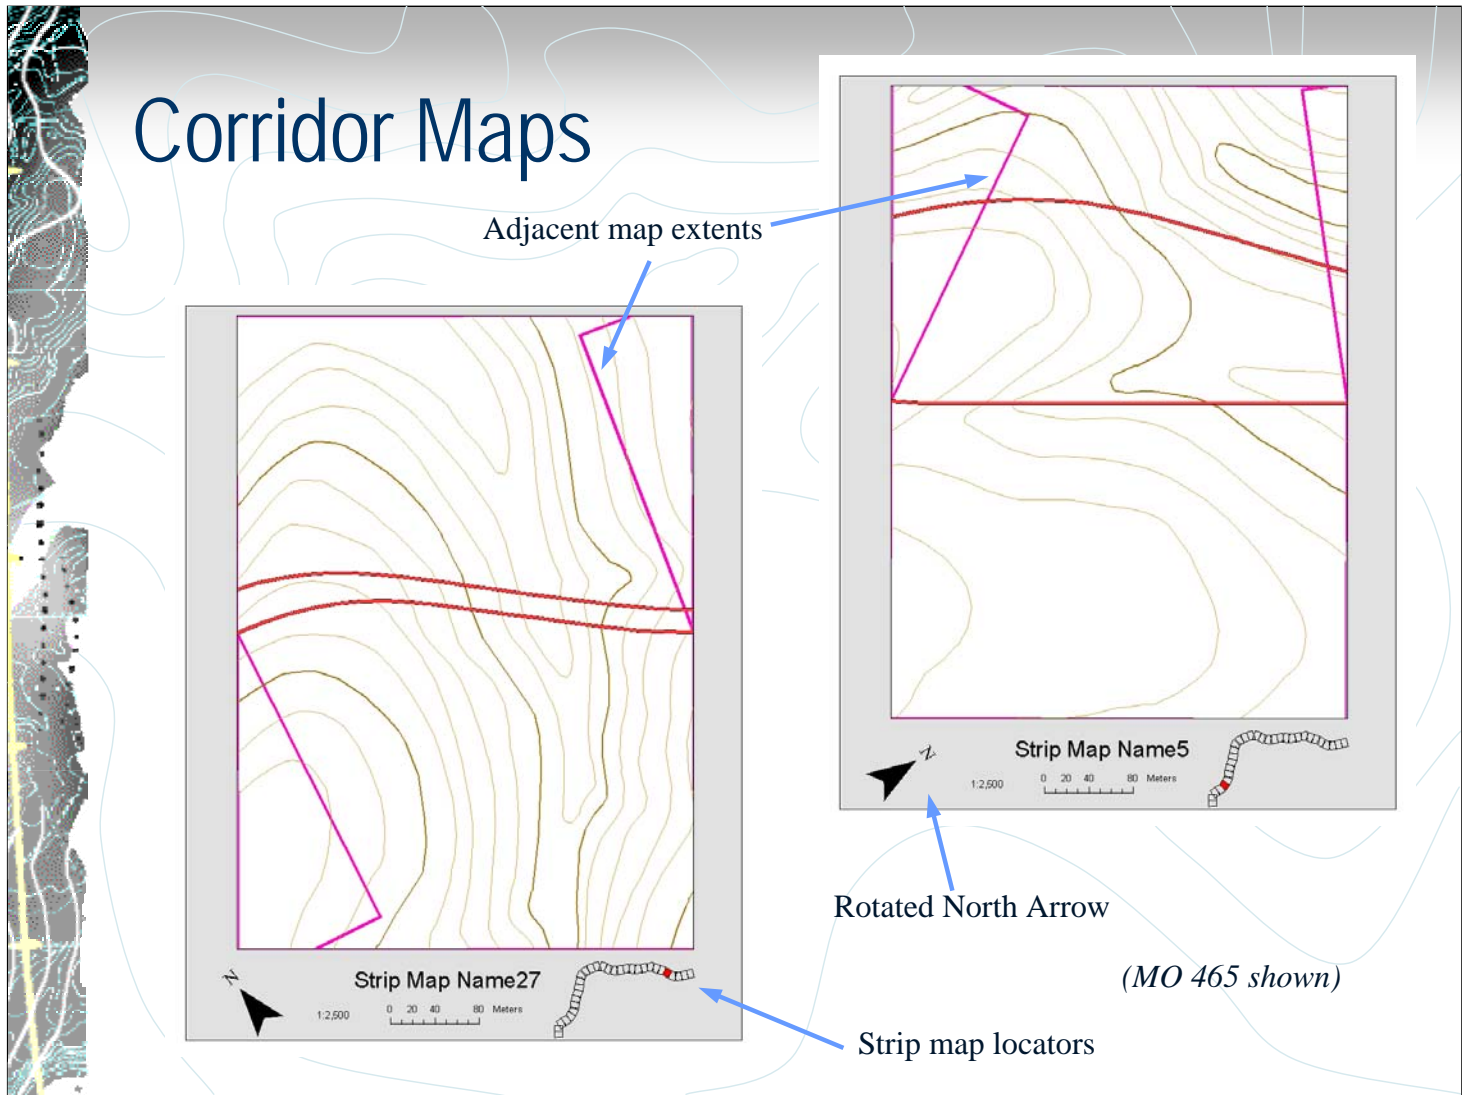 Corridor Maps
Adjacent map extents
N
Strip Map Name5
1:2,500
0 20 40 80 Meters
Rotated North Arrow
(MO 465 shown)
N
Strip Map Name27
1:2,500
0 20 40 80 Meters
Strip map locators